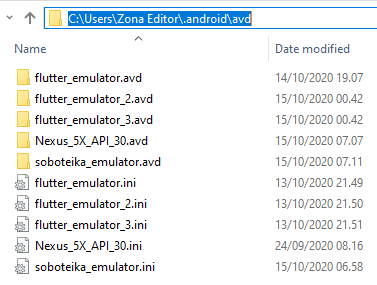 C:\Users\Zona Editor\.android\avd
Name Date modified
flutter_emulator.avd 14/10/2020 19.07
flutter_emulator_2.avd 15/10/2020 00.42
flutter_emulator_3.avd 15/10/2020 00.42
Nexus_5X_API_30.avd 15/10/2020 07.07
soboteika_emulator.avd 15/10/2020 07.11
flutter_emulator.ini 13/10/2020 21.49
flutter_emulator_2.ini 13/10/2020 21.50
flutter_emulator_3.ini 13/10/2020 21.51
Nexus_5X_API_30.ini 24/09/2020 08.16
soboteika_emulator.ini 15/10/2020 06.58